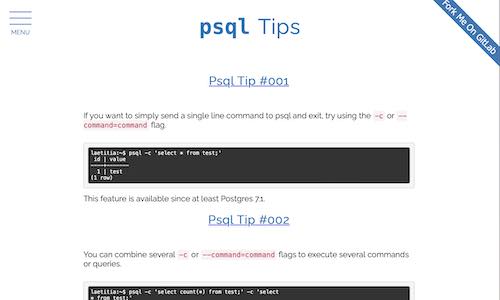 MENU
psql Tips
Fork Me On GitLab
Psql Tip #001
If you want to simply send a single line command to psql and exit, try using the -c or --
command=command flag.
laetitia:~$ psql -c 'select * from test;'
id | value
----+-------
1 | test
(1 row)
This feature is available since at least Postgres 7.1.
Psql Tip #002
You can combine several -c or --command=command flags to execute several commands
or queries.
laetitia:~$ psql -c 'select count(*) from test;' -c 'select
* from test;'